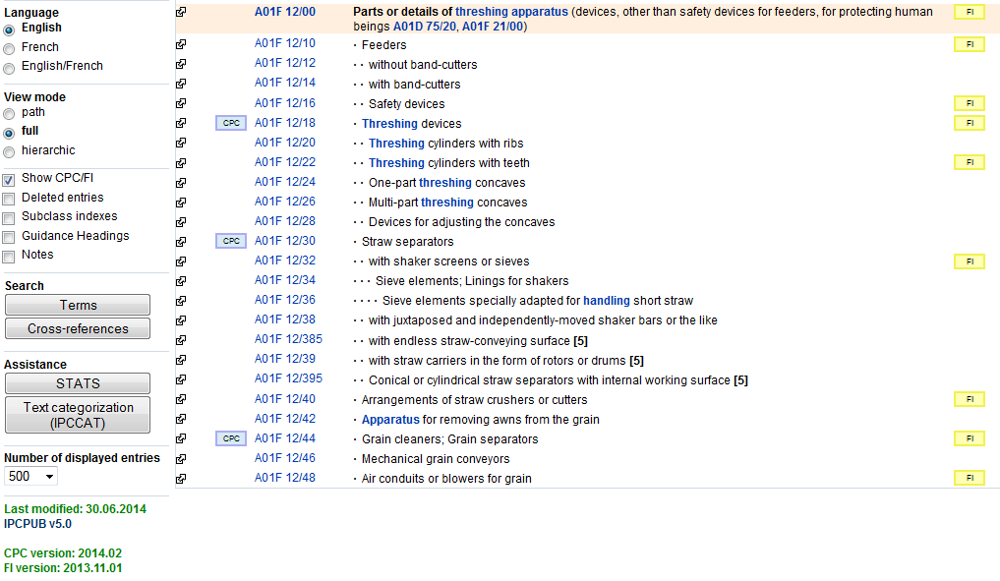 Language
English
French
English/French
View mode
path
full
hierarchic
Show CPC/FI
Deleted entries
Subclass indexes
Guidance Headings
Notes
Search
Terms
Cross-references
Assistance
STATS
Text categorization
(IPCCAT)
Number of displayed entries
500
Last modified: 30.06.2014
IPCPUB v5.0
CPC version: 2014.02
FI version: 2013.11.01
A01F 12/00 Parts or details of threshing apparatus (devices, other than safety devices for feeders, for protecting human FI
beings A01D 75/20, A01F 21/00)
A01F 12/10 · Feeders FI
A01F 12/12 · · without band-cutters
A01F 12/14 · · with band-cutters
A01F 12/16 · · Safety devices FI
CPC A01F 12/18 · Threshing devices FI
A01F 12/20 · · Threshing cylinders with ribs
A01F 12/22 · · Threshing cylinders with teeth FI
A01F 12/24 · · One-part threshing concaves
A01F 12/26 · · Multi-part threshing concaves
A01F 12/28 · · Devices for adjusting the concaves
CPC A01F 12/30 · Straw separators
A01F 12/32 · · with shaker screens or sieves FI
A01F 12/34 · · · Sieve elements; Linings for shakers
A01F 12/36 · · · · Sieve elements specially adapted for handling short straw
A01F 12/38 · · with juxtaposed and independently-moved shaker bars or the like
A01F 12/385 · · with endless straw-conveying surface [5]
A01F 12/39 · · with straw carriers in the form of rotors or drums [5]
A01F 12/395 · · Conical or cylindrical straw separators with internal working surface [5]
A01F 12/40 · Arrangements of straw crushers or cutters FI
A01F 12/42 · Apparatus for removing awns from the grain
CPC A01F 12/44 · Grain cleaners; Grain separators FI
A01F 12/46 · Mechanical grain conveyors
A01F 12/48 · Air conduits or blowers for grain FI